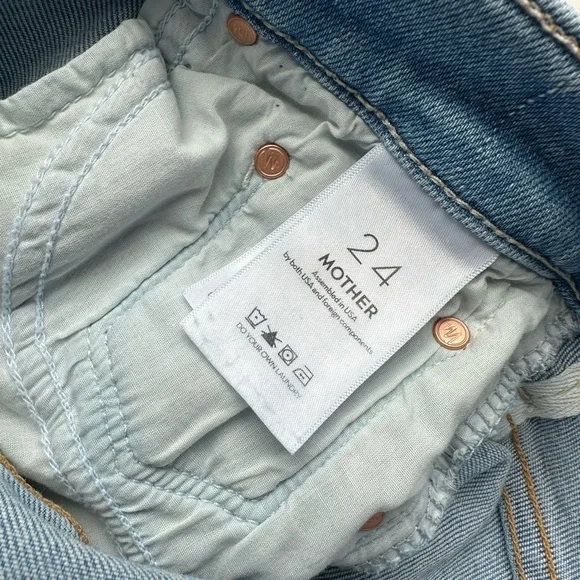 24
MOTHER
Assembled in USA
by both USA and foreign components
DO YOUR OWN LAUNDRY
M
M
M